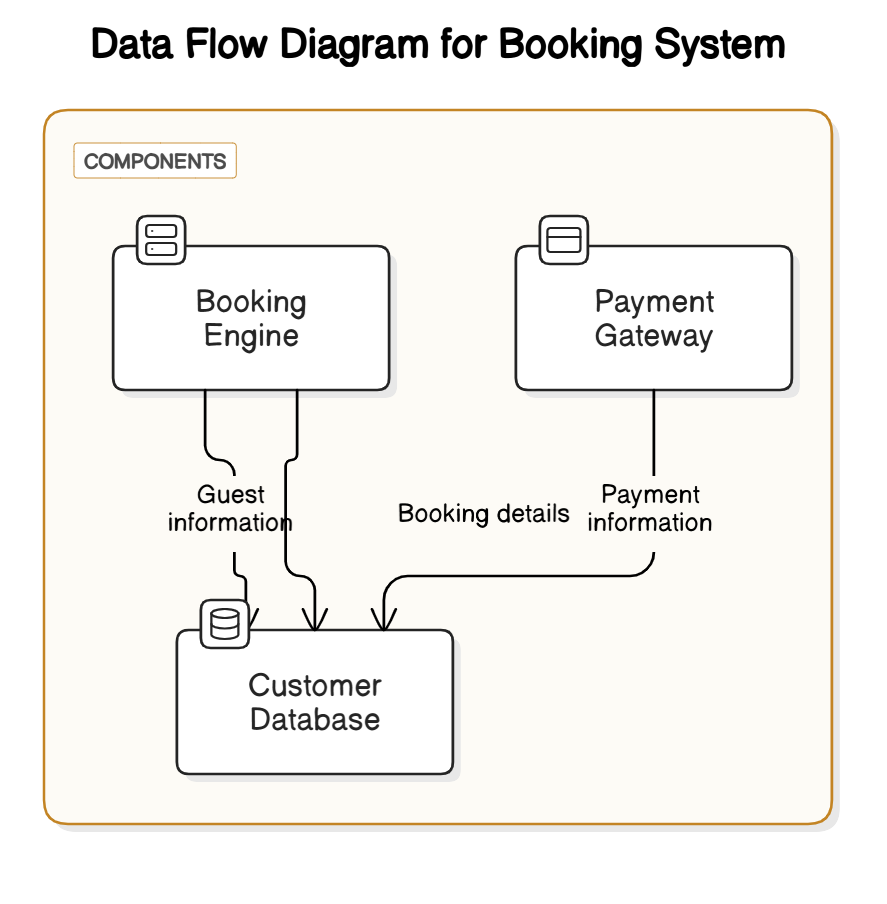 Data Flow Diagram for Booking System
COMPONENTS
Booking
Engine
Payment
Gateway
Guest
information
Booking details
Payment
information
Customer
Database